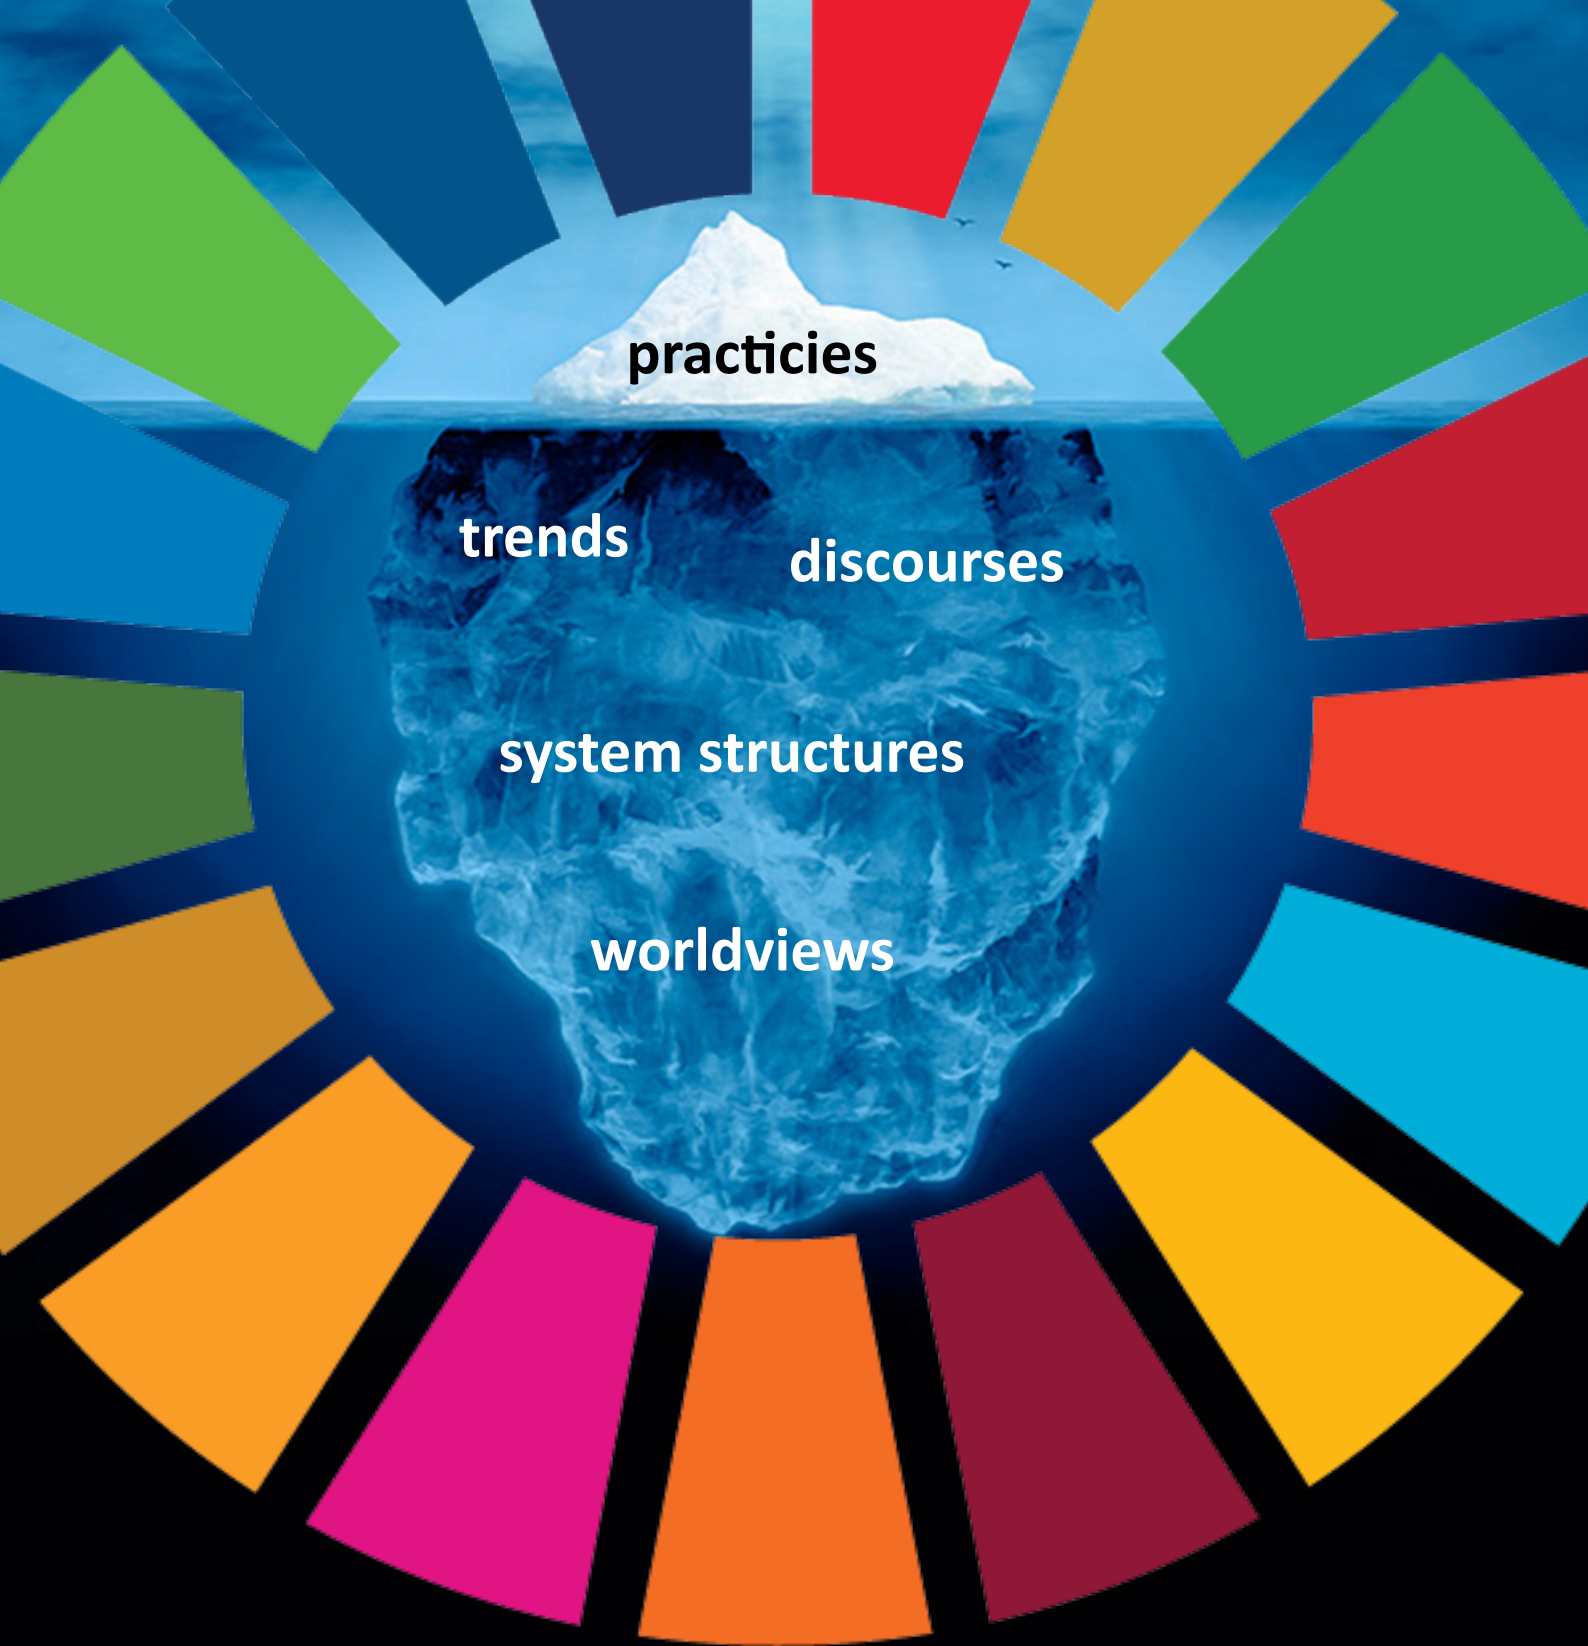 practicies
trends
discourses
system structures
worldviews